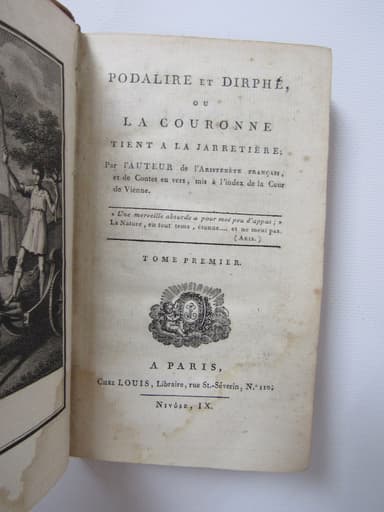 PODALIRE ET DIRPHÉ,
OU
LA COURONNE
TIENT A LA JARRETIÈRE;
Par l'AUTEUR de l'ARISTENÈTE FRANÇAIS,
et de Contes en vers, mis à l'index de la Cour
de Vienne.
« Une merveille absurde a pour moi peu d'appas; »
La Nature, en tout tems, étonne.... et ne ment pas.
(ARIS.)
TOME PREMIER.
A PARIS,
CHEZ LOUIS, Libraire, rue St.-Séverin, N.° 110;
NIVÔSE, IX.